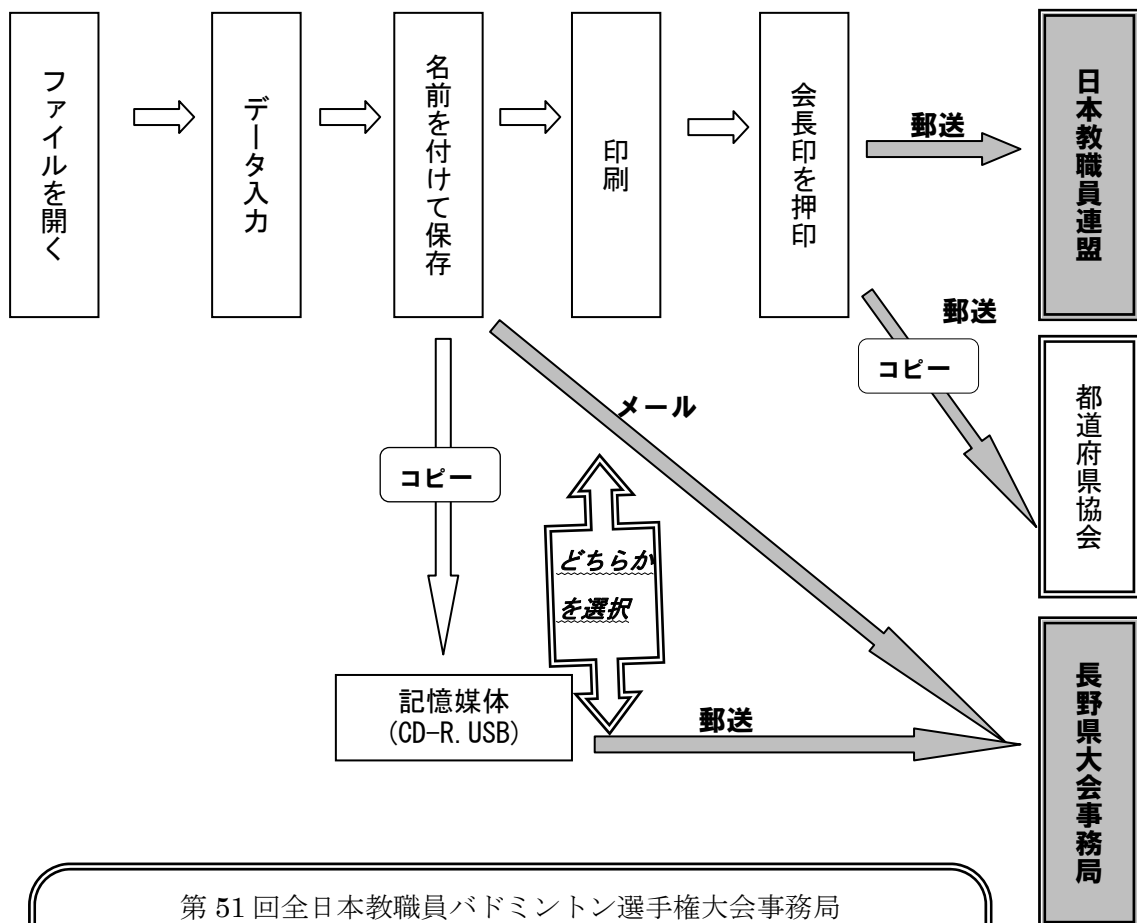 ファイルを開く
データ入力
名前を付けて保存
印刷
会長印を押印
郵送
日本教職員連盟
郵送
コピー
都道府県協会
メール
コピー
どちらか
を選択
記憶媒体
(CD-R.USB)
郵送
長野県大会事務局
第 51 回全日本教職員バドミントン選手権大会事務局